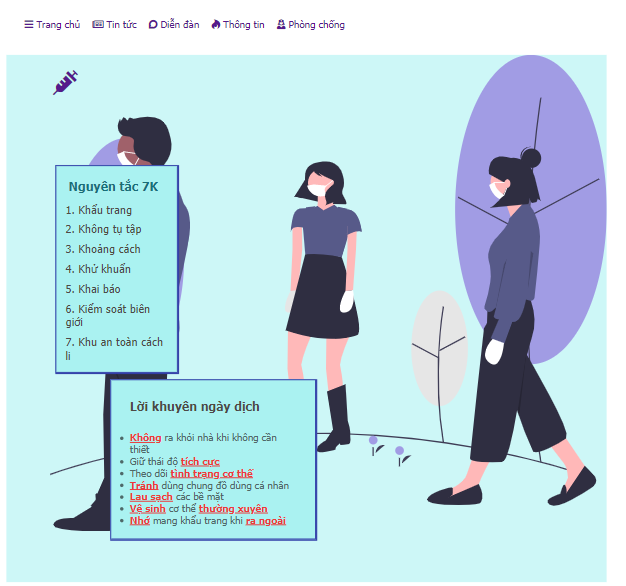 Trang chủ Tin tức Diễn đàn Thông tin Phòng chống
Nguyên tắc 7K
1. Khẩu trang
2. Không tụ tập
3. Khoảng cách
4. Khử khuẩn
5. Khai báo
6. Kiểm soát biên
giới
7. Khu an toàn cách
li
Lời khuyên ngày dịch
Không ra khỏi nhà khi không cần
thiết
Giữ thái độ tích cực
Theo dõi tình trạng cơ thể
Tránh dùng chung đồ dùng cá nhân
Lau sạch các bề mặt
Vệ sinh cơ thể thường xuyên
Nhớ mang khẩu trang khi ra ngoài